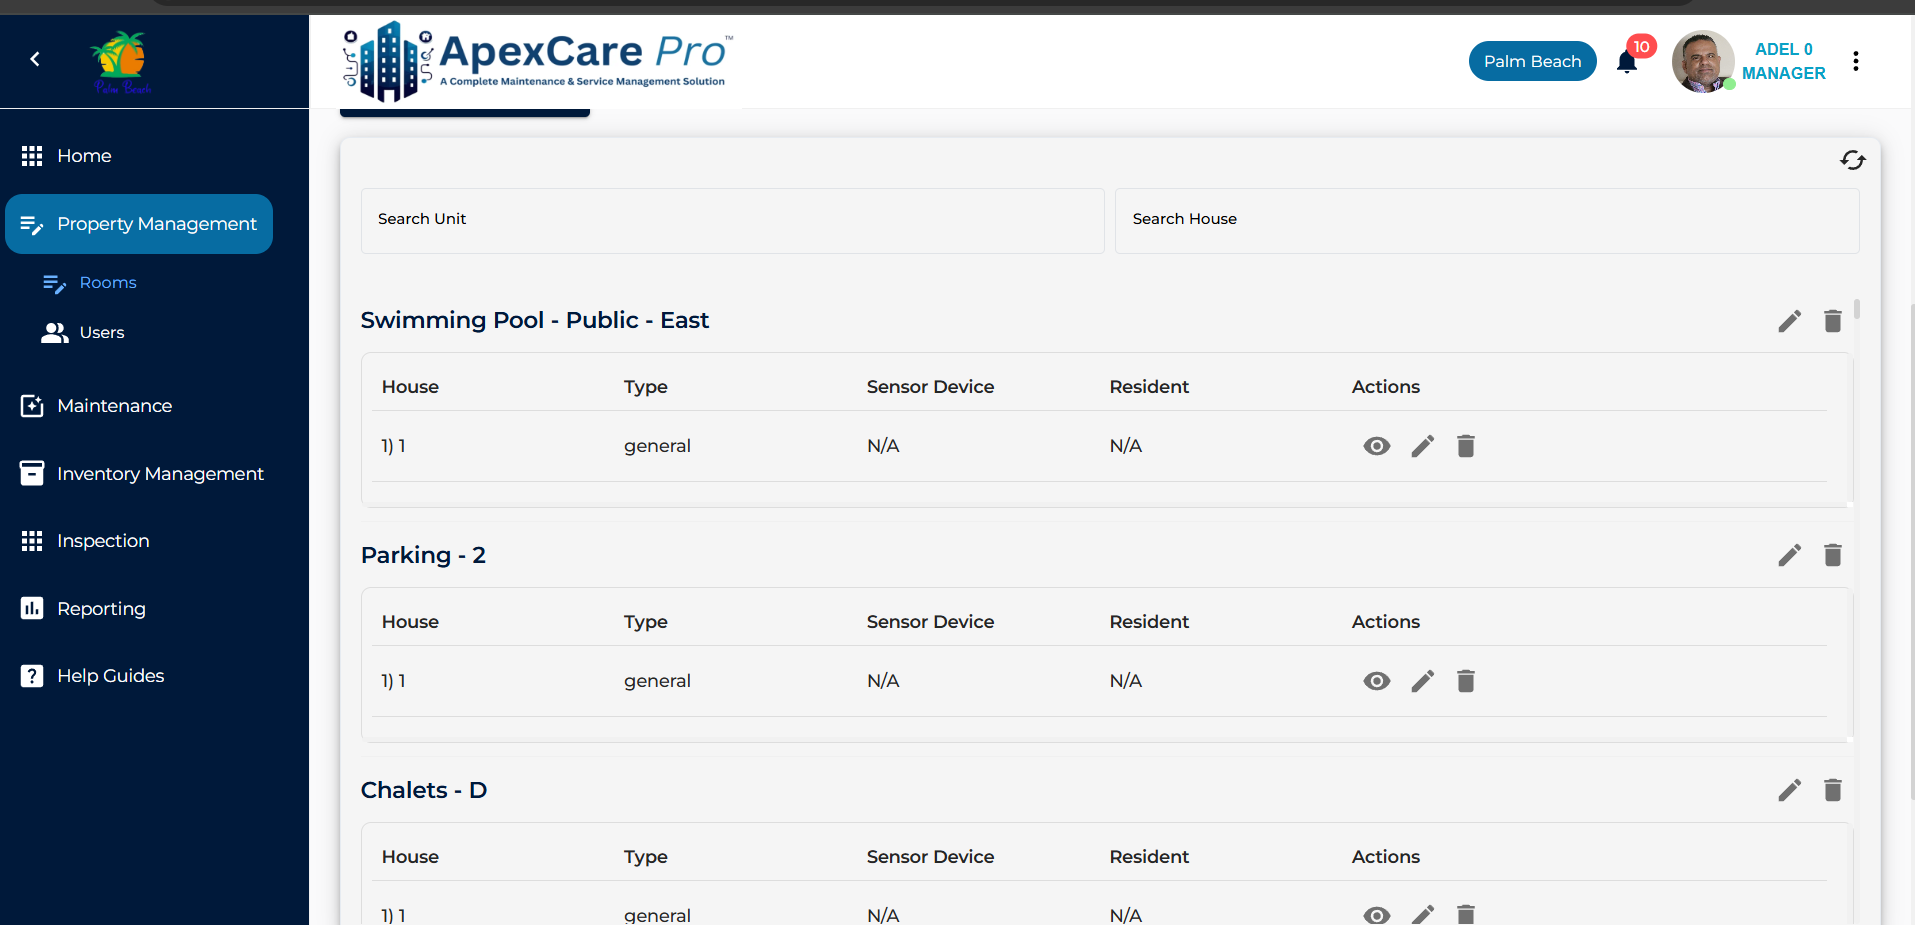 Palm Beach
ApexCare Pro™
A Complete Maintenance & Service Management Solution
Palm Beach
10
ADEL 0
MANAGER
Home
Property Management
Rooms
Users
Maintenance
Inventory Management
Inspection
Reporting
Help Guides
Search Unit
Search House
Swimming Pool - Public - East
House Type Sensor Device Resident Actions
1) 1 general N/A N/A
Parking - 2
House Type Sensor Device Resident Actions
1) 1 general N/A N/A
Chalets - D
House Type Sensor Device Resident Actions
1) 1 general N/A N/A